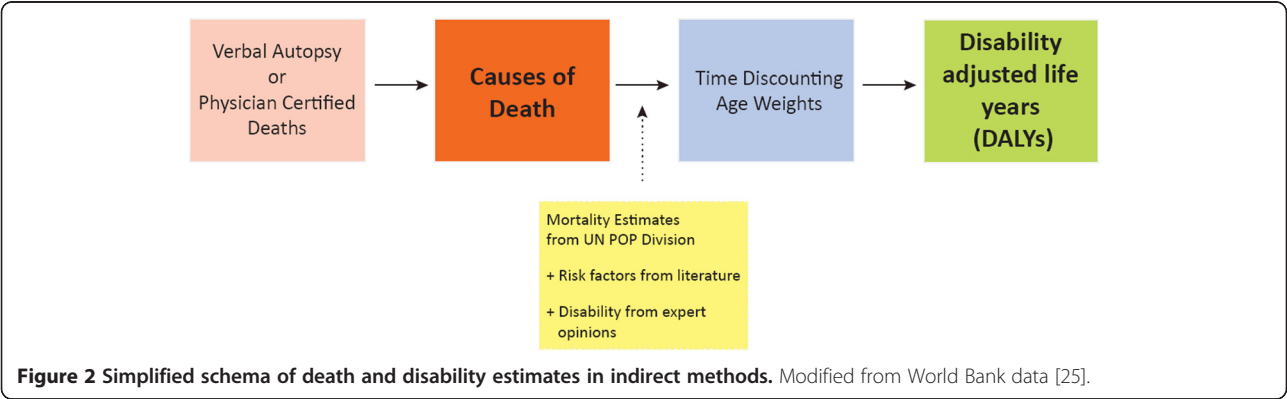 Verbal Autopsy
or
Physician Certified
Deaths
Causes of
Death
Time Discounting
Age Weights
Disability
adjusted life
years
(DALYs)
Mortality Estimates
from UN POP Division
+ Risk factors from literature
+ Disability from expert
opinions
Figure 2 Simplified schema of death and disability estimates in indirect methods. Modified from World Bank data [25].